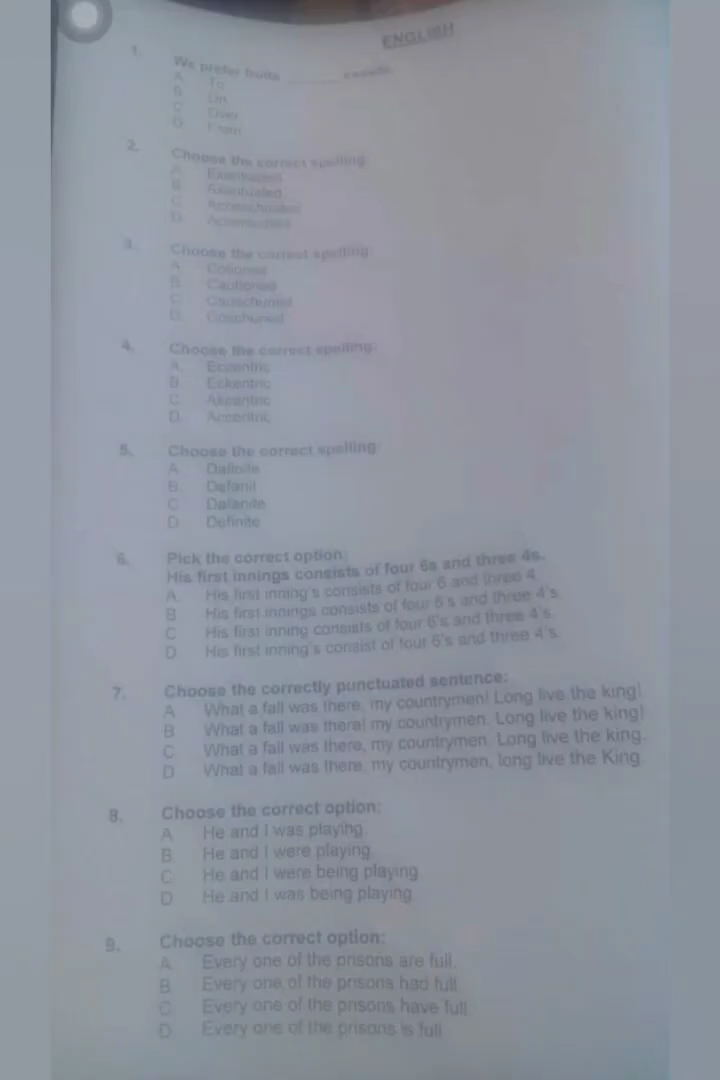 ENGLISH
1. We prefer fruits ______ sweets.
A. To
B. On
C. Over
D. From
2. Choose the correct spelling:
A.
B.
C.
D.
3. Choose the correct spelling:
A.
B. Cautioned
C.
D.
4. Choose the correct spelling:
A. Eccentric
B. Eckentric
C. Akcentric
D. Accentric
5. Choose the correct spelling:
A.
B.
C.
D. Definite
6. Pick the correct option:
His first innings consists of four 6s and three 4s.
A. His first inning's consists of four 6 and three 4.
B. His first innings consists of four 6's and three 4's.
C. His first inning consists of four 6's and three 4's.
D. His first inning's consist of four 6's and three 4's.
7. Choose the correctly punctuated sentence:
A. What a fall was there, my countrymen! Long live the king!
B. What a fall was there! my countrymen. Long live the king!
C. What a fall was there, my countrymen. Long live the king.
D. What a fall was there, my countrymen, long live the King.
8. Choose the correct option:
A. He and I was playing.
B. He and I were playing.
C. He and I were being playing.
D. He and I was being playing.
9. Choose the correct option:
A. Every one of the prisons are full.
B. Every one of the prisons had full.
C. Every one of the prisons have full.
D. Every one of the prisons is full.